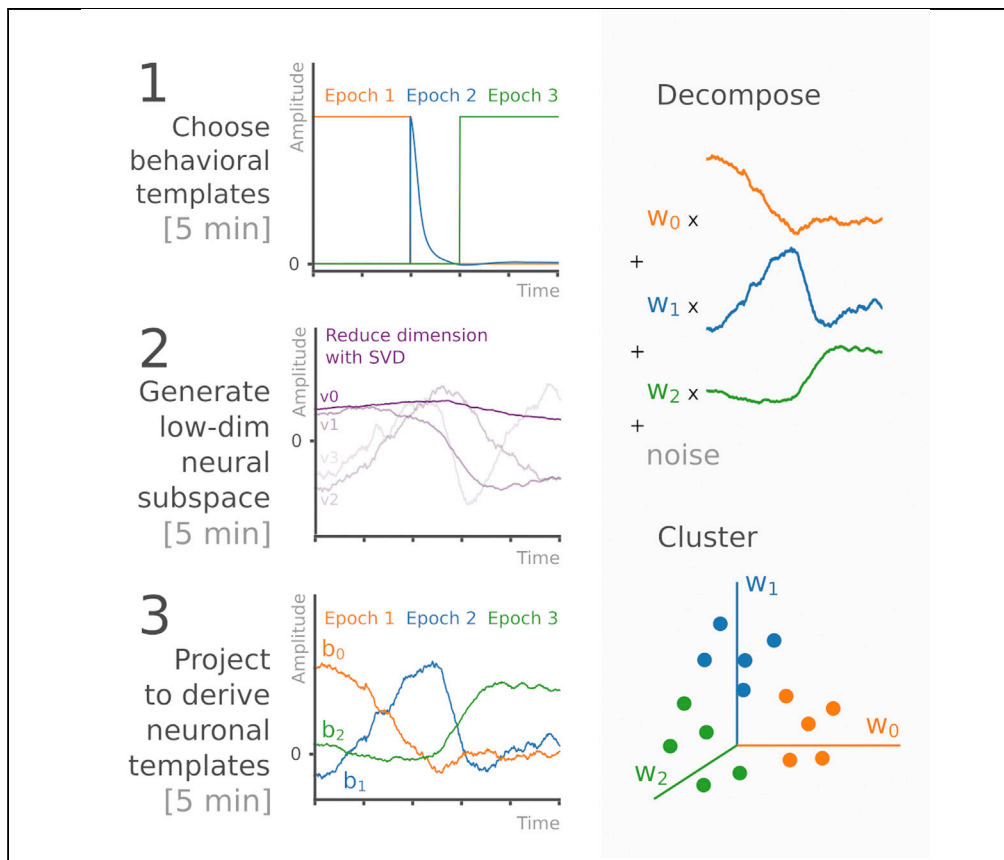 1
Choose
behavioral
templates
[5 min]
Amplitude
Epoch 1 Epoch 2 Epoch 3
0
Time
2
Generate
low-dim
neural
subspace
[5 min]
Amplitude
Reduce dimension
with SVD
v0
v1
0
v3
v2
Time
3
Project
to derive
neuronal
templates
[5 min]
Amplitude
Epoch 1 Epoch 2 Epoch 3
b0
b2
0
b1
Time
Decompose
w0 x
+
w1 x
+
w2 x
+
noise
Cluster
w1
w0
w2